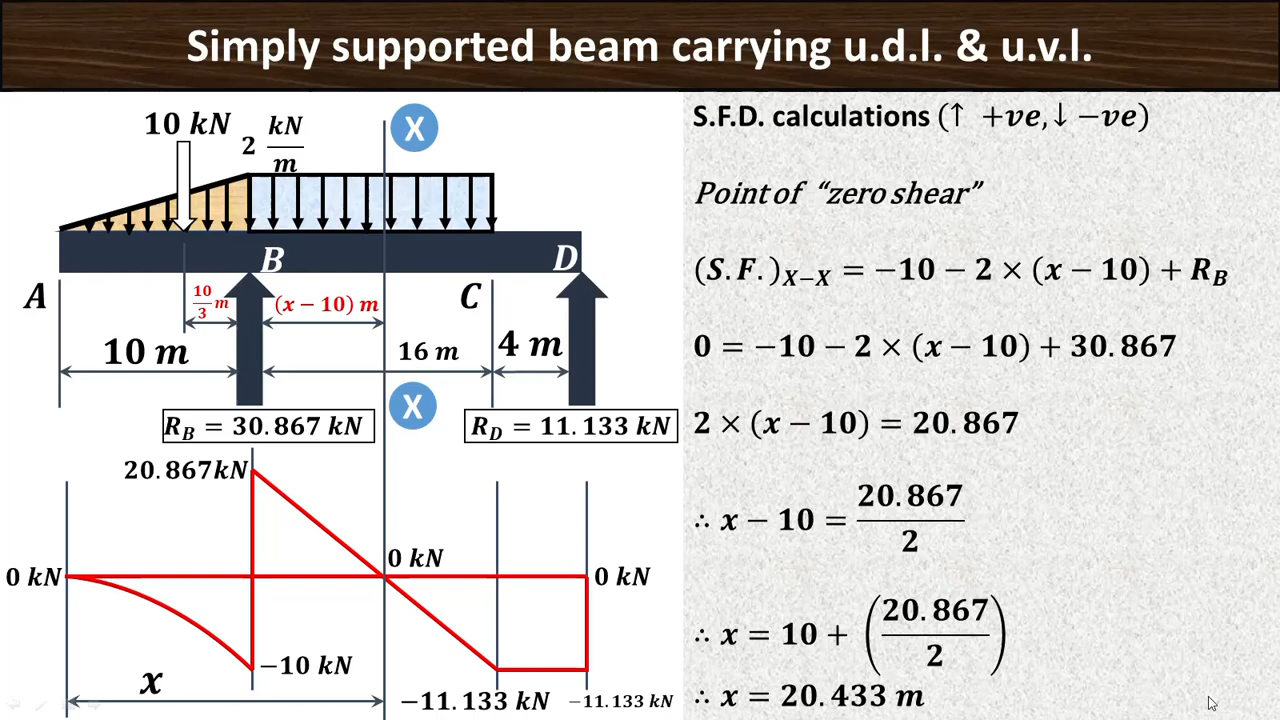 Simply supported beam carrying u.d.l. & u.v.l.
10 kN
2 kN/m
X
A
B
C
D
10/3 m
(x − 10) m
10 m
16 m
4 m
X
R_B = 30.867 kN
R_D = 11.133 kN
20.867kN
0 kN
0 kN
0 kN
−10 kN
x
−11.133 kN
−11.133 kN
S.F.D. calculations (↑ +ve, ↓ −ve)
Point of “zero shear”
(S.F.)_X−X = −10 − 2 × (x − 10) + R_B
0 = −10 − 2 × (x − 10) + 30.867
2 × (x − 10) = 20.867
∴ x − 10 = 20.867/2
∴ x = 10 + (20.867/2)
∴ x = 20.433 m